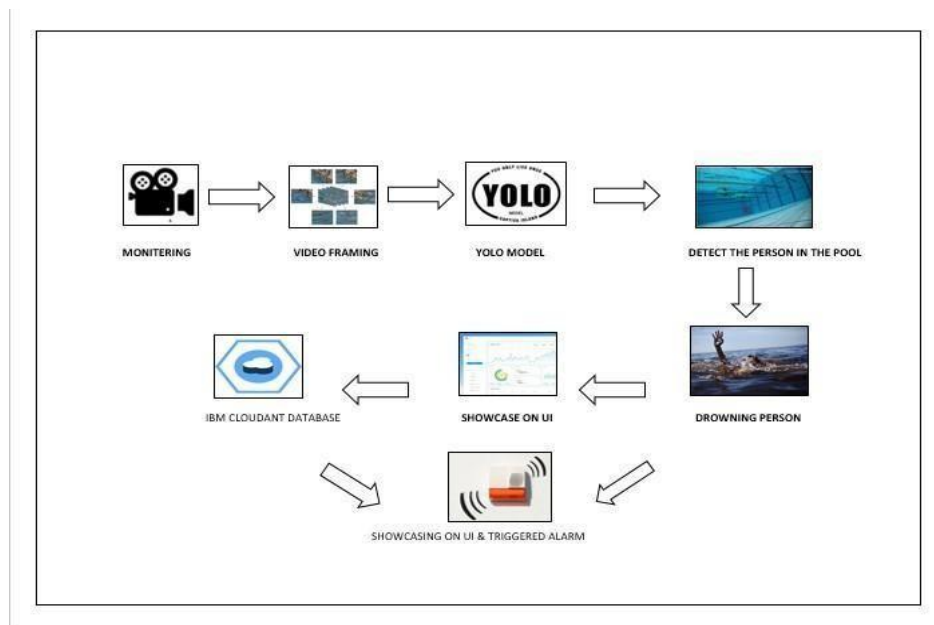 YOLO
MONITERING
VIDEO FRAMING
YOLO MODEL
DETECT THE PERSON IN THE POOL
IBM CLOUDANT DATABASE
SHOWCASE ON UI
DROWNING PERSON
SHOWCASING ON UI & TRIGGERED ALARM